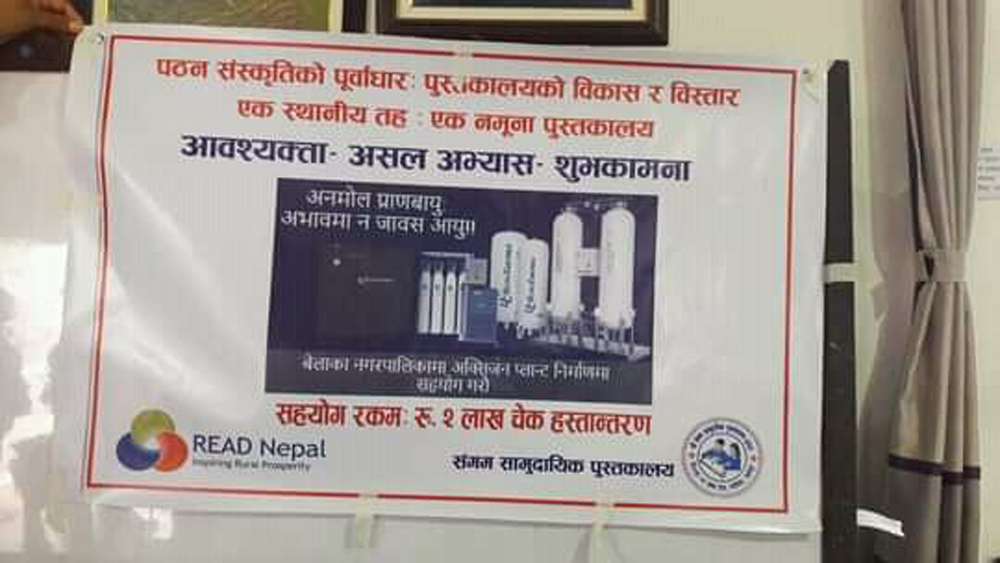 पठन संस्कृतिको पूर्वाधारः पुस्तकालयको विकास र विस्तार
एक स्थानीय तह : एक नमूना पुस्तकालय
आवश्यक्ता- असल अभ्यास- शुभकामना
अनमोल प्राणबायु
अभावमा न जावस आयु॥
बेलाका नगरपालिकामा अक्सिजन प्लान्ट निर्माणमा
सहयोग गरौ
सहयोग रकमः रू. २ लाख चेक हस्तान्तरण
READ Nepal
Inspiring Rural Prosperity
संगम सामुदायिक पुस्तकालय